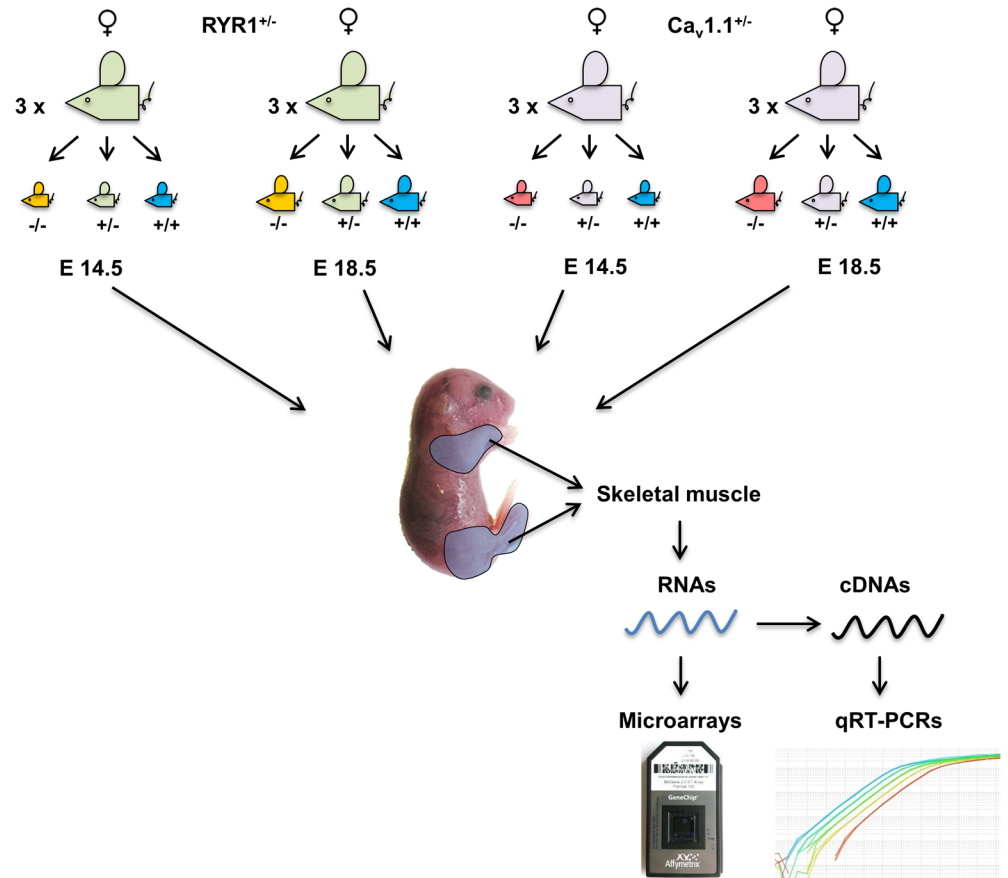 ♀ RYR1+/- ♀ ♀ Cav1.1+/- ♀
3 x 3 x 3 x 3 x
-/- +/- +/+ -/- +/- +/+ -/- +/- +/+ -/- +/- +/+
E 14.5 E 18.5 E 14.5 E 18.5
Skeletal muscle
RNAs cDNAs
Microarrays qRT-PCRs
GeneChip
Affymetrix